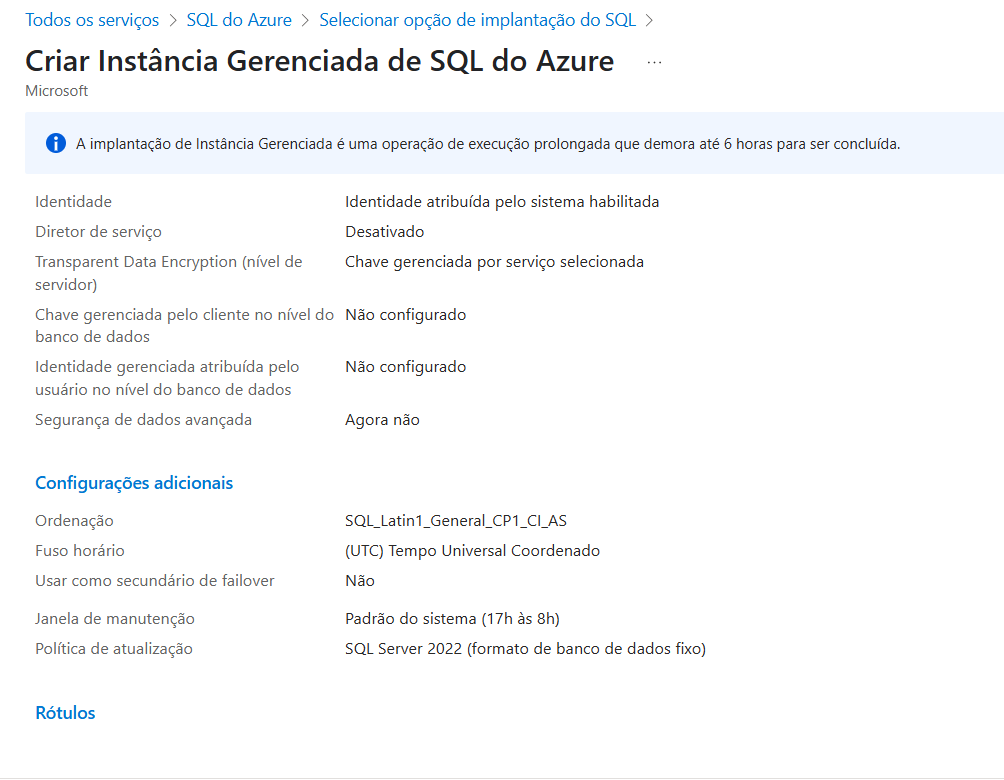 Todos os serviços > SQL do Azure > Selecionar opção de implantação do SQL >
Criar Instância Gerenciada de SQL do Azure ...
Microsoft
A implantação de Instância Gerenciada é uma operação de execução prolongada que demora até 6 horas para ser concluída.
Identidade Identidade atribuída pelo sistema habilitada
Diretor de serviço Desativado
Transparent Data Encryption (nível de Chave gerenciada por serviço selecionada
servidor)
Chave gerenciada pelo cliente no nível do Não configurado
banco de dados
Identidade gerenciada atribuída pelo Não configurado
usuário no nível do banco de dados
Segurança de dados avançada Agora não
Configurações adicionais
Ordenação SQL_Latin1_General_CP1_CI_AS
Fuso horário (UTC) Tempo Universal Coordenado
Usar como secundário de failover Não
Janela de manutenção Padrão do sistema (17h às 8h)
Política de atualização SQL Server 2022 (formato de banco de dados fixo)
Rótulos